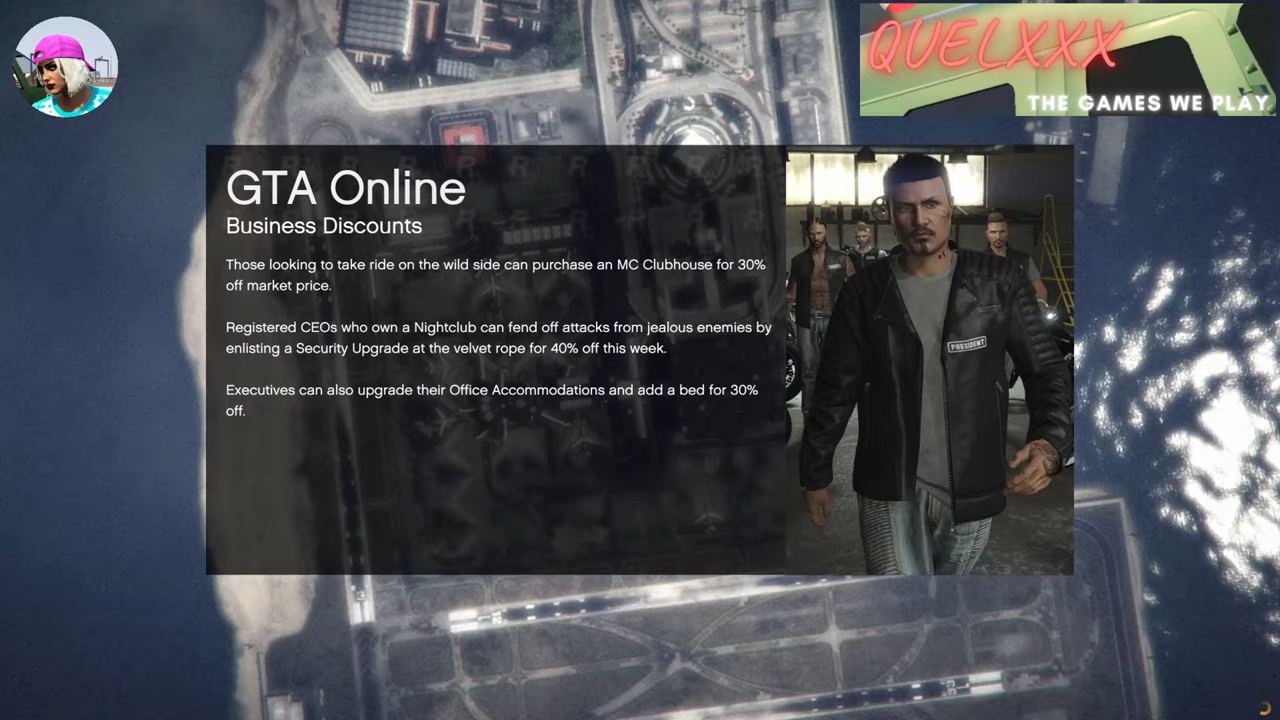 QUELXXX
THE GAMES WE PLAY
GTA Online
Business Discounts
Those looking to take ride on the wild side can purchase an MC Clubhouse for 30%
off market price.
Registered CEOs who own a Nightclub can fend off attacks from jealous enemies by
enlisting a Security Upgrade at the velvet rope for 40% off this week.
Executives can also upgrade their Office Accommodations and add a bed for 30%
off.
PRESIDENT